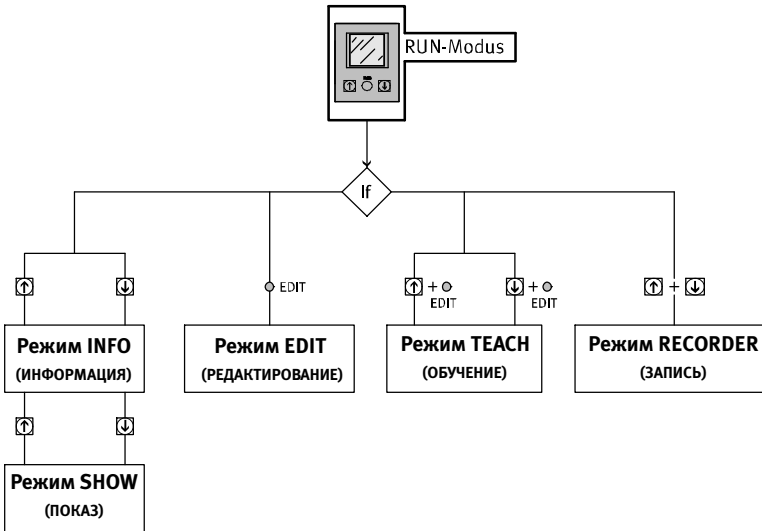 RUN-Modus
If
EDIT
EDIT
EDIT
Режим INFO
(ИНФОРМАЦИЯ)
Режим EDIT
(РЕДАКТИРОВАНИЕ)
Режим TEACH
(ОБУЧЕНИЕ)
Режим RECORDER
(ЗАПИСЬ)
Режим SHOW
(ПОКАЗ)